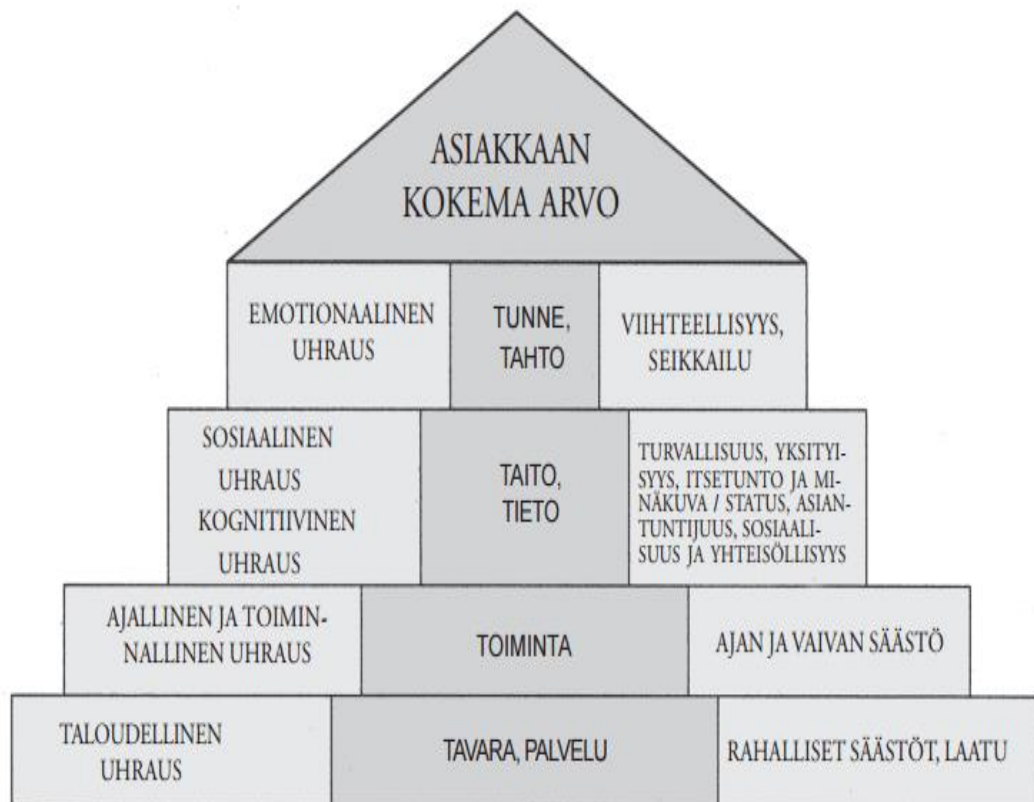 ASIAKKAAN
KOKEMA ARVO
EMOTIONAALINEN
UHRAUS
TUNNE,
TAHTO
VIIHTEELLISYYS,
SEIKKAILU
SOSIAALINEN
UHRAUS
KOGNITIIVINEN
UHRAUS
TAITO,
TIETO
TURVALLISUUS, YKSITYI-
SYYS, ITSETUNTO JA MI-
NÄKUVA / STATUS, ASIAN-
TUNTIJUUS, SOSIAALI-
SUUS JA YHTEISÖLLISYYS
AJALLINEN JA TOIMIN-
NALLINEN UHRAUS
TOIMINTA
AJAN JA VAIVAN SÄÄSTÖ
TALOUDELLINEN
UHRAUS
TAVARA, PALVELU
RAHALLISET SÄÄSTÖT, LAATU